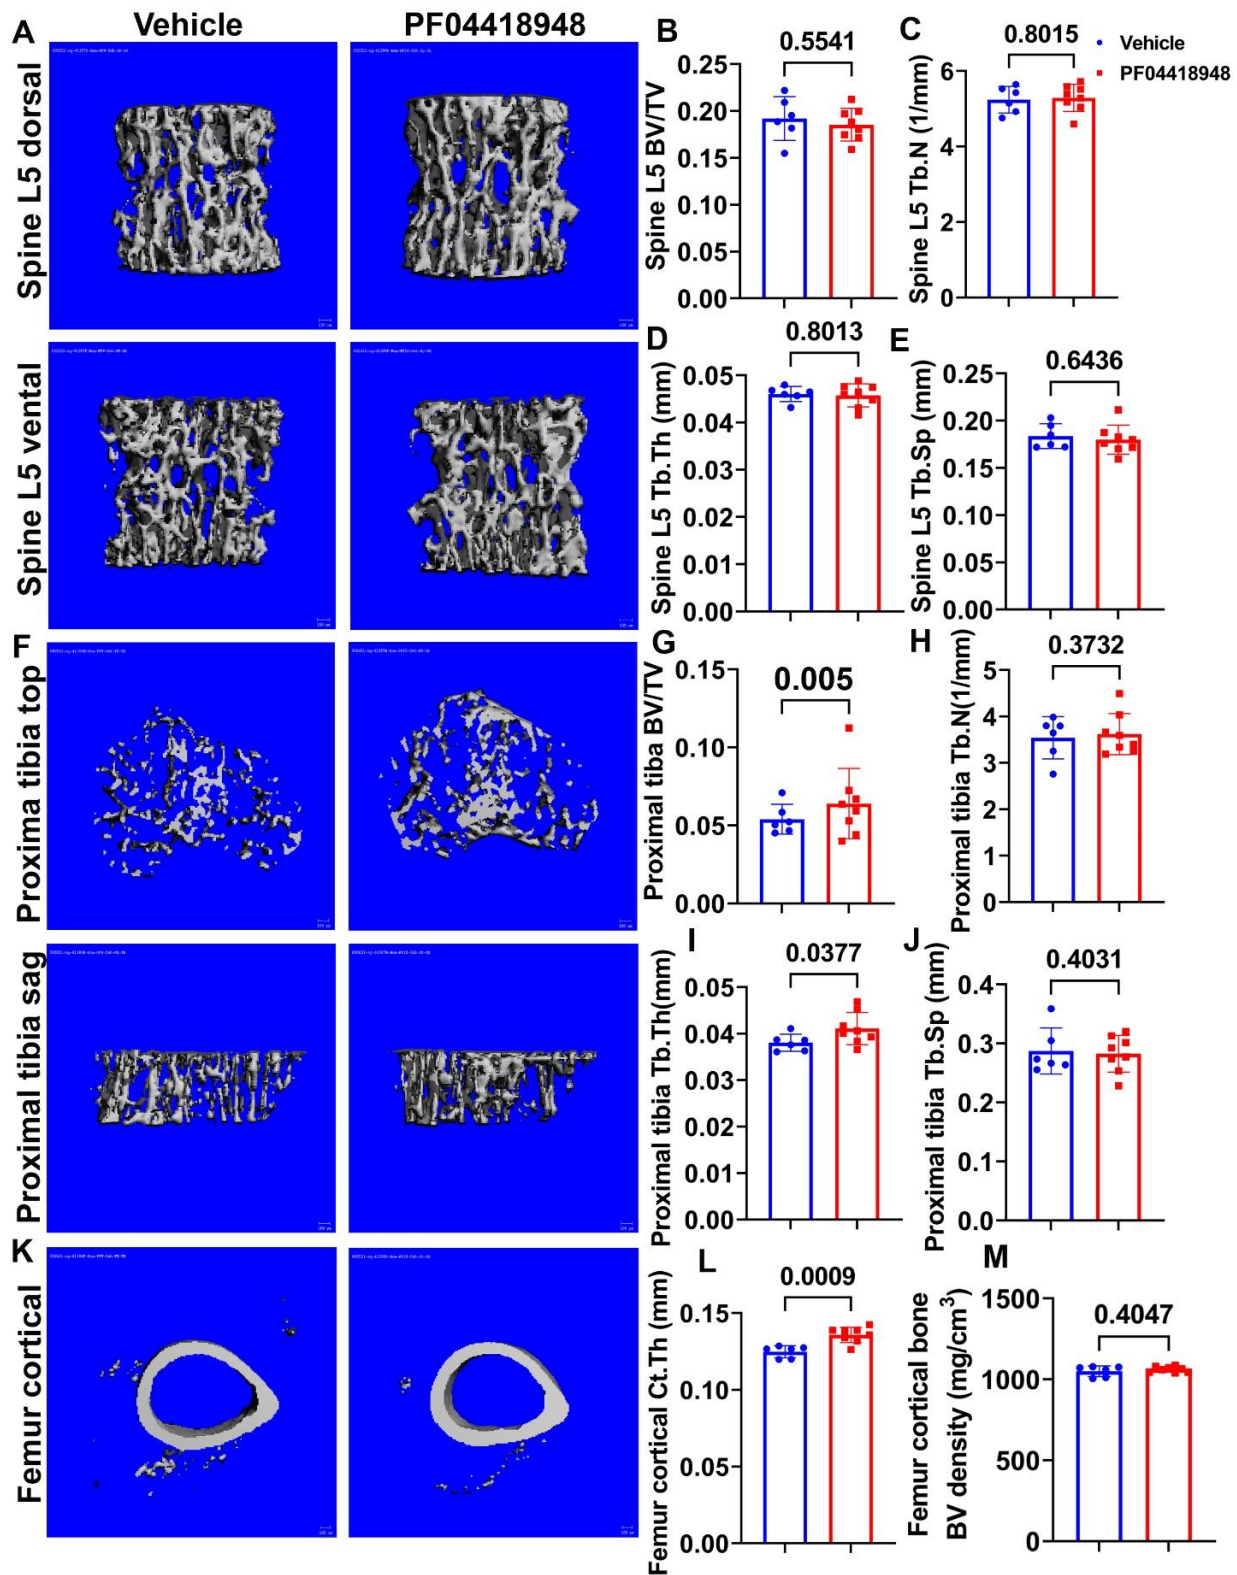 A
Vehicle
PF04418948
Spine L5 dorsal
Spine L5 vental
B
0.5541
Spine L5 BV/TV
0.25
0.20
0.15
0.10
0.05
0.00
C
0.8015
Vehicle
PF04418948
Spine L5 Tb.N (1/mm)
6
4
2
0
D
0.8013
Spine L5 Tb.Th (mm)
0.05
0.04
0.03
0.02
0.01
0.00
E
0.6436
Spine L5 Tb.Sp (mm)
0.25
0.20
0.15
0.10
0.05
0.00
F
Proxima tibia top
Proximal tibia sag
G
0.005
Proximal tiba BV/TV
0.15
0.10
0.05
0.00
H
0.3732
Proximal tibia Tb.N(1/mm)
5
4
3
2
1
0
I
0.0377
Proximal tibia Tb.Th(mm)
0.05
0.04
0.03
0.02
0.01
0.00
J
0.4031
Proximal tibia Tb.Sp (mm)
0.4
0.3
0.2
0.1
0.0
K
Femur cortical
L
0.0009
Femur cortical Ct.Th (mm)
0.15
0.10
0.05
0.00
M
0.4047
Femur cortical bone
BV density (mg/cm³)
1500
1000
500
0